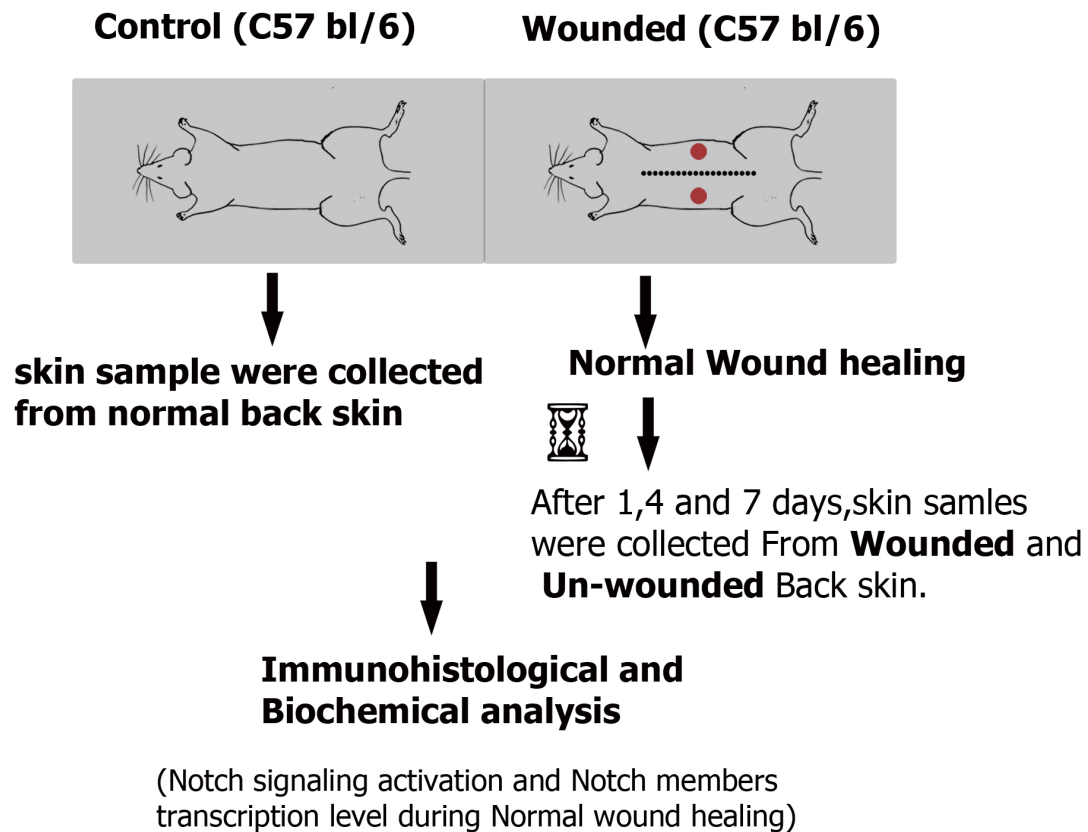 Control (C57 bl/6)
Wounded (C57 bl/6)
skin sample were collected
from normal back skin
Normal Wound healing
After 1,4 and 7 days,skin samles
were collected From Wounded and
Un-wounded Back skin.
Immunohistological and
Biochemical analysis
(Notch signaling activation and Notch members
transcription level during Normal wound healing)